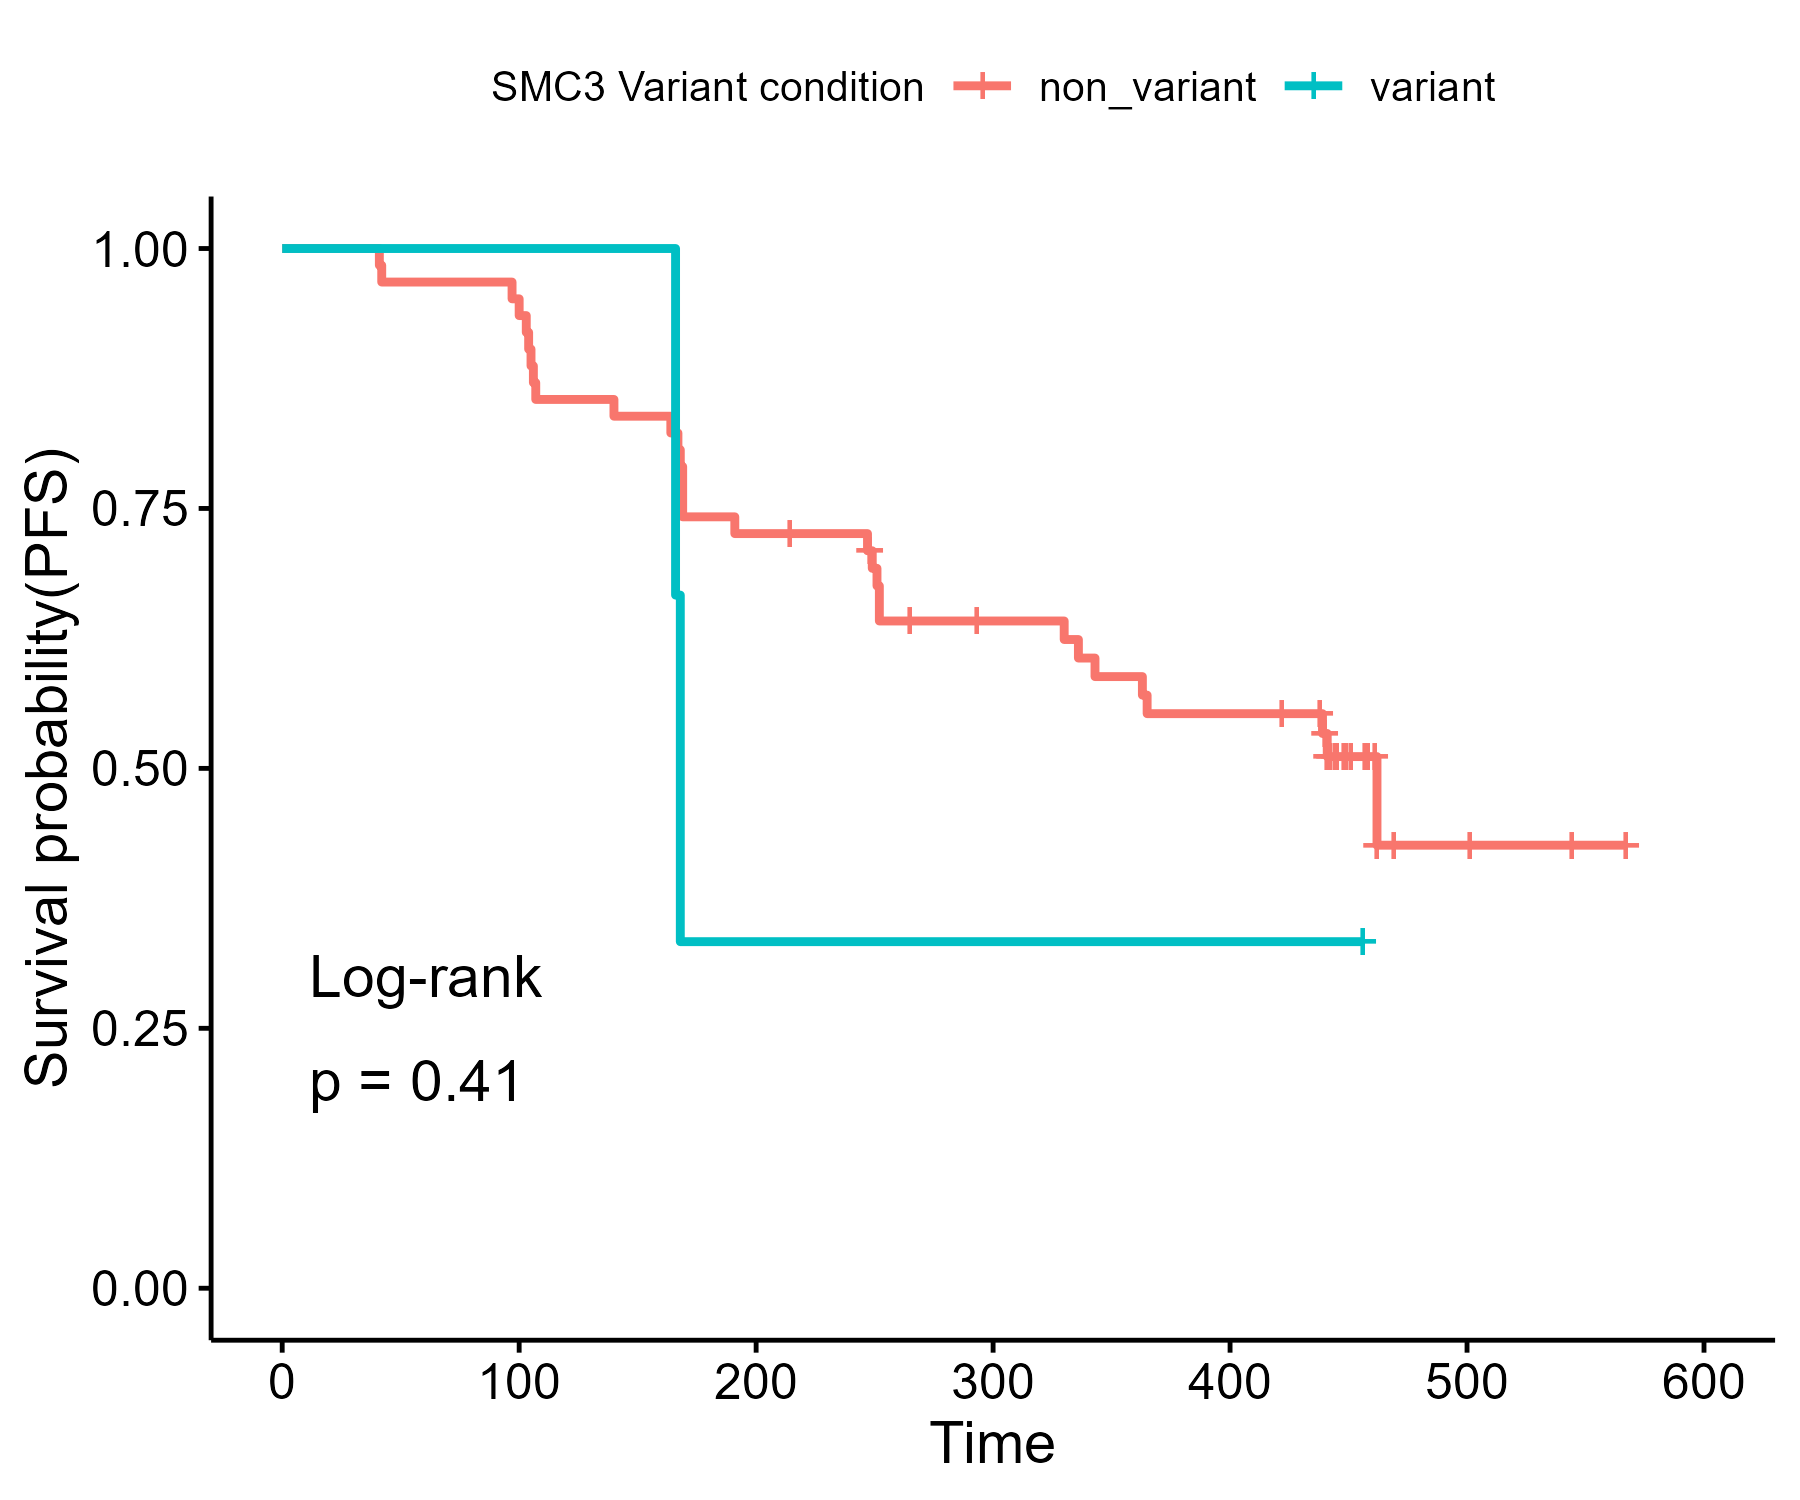 SMC3 Variant condition non_variant variant
Survival probability(PFS)
1.00
0.75
0.50
0.25
0.00
Log-rank
p = 0.41
0 100 200 300 400 500 600
Time